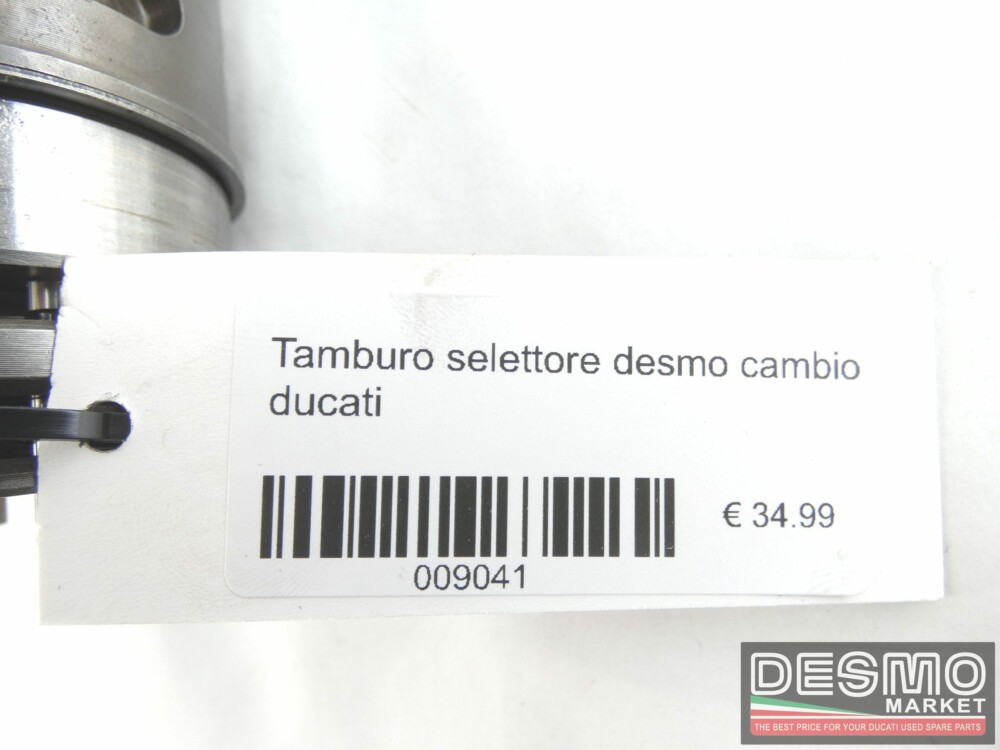 Tamburo selettore desmo cambio
ducati
€ 34.99
009041
DESMO
MARKET
THE BEST PRICE FOR YOUR DUCATI USED SPARE PARTS